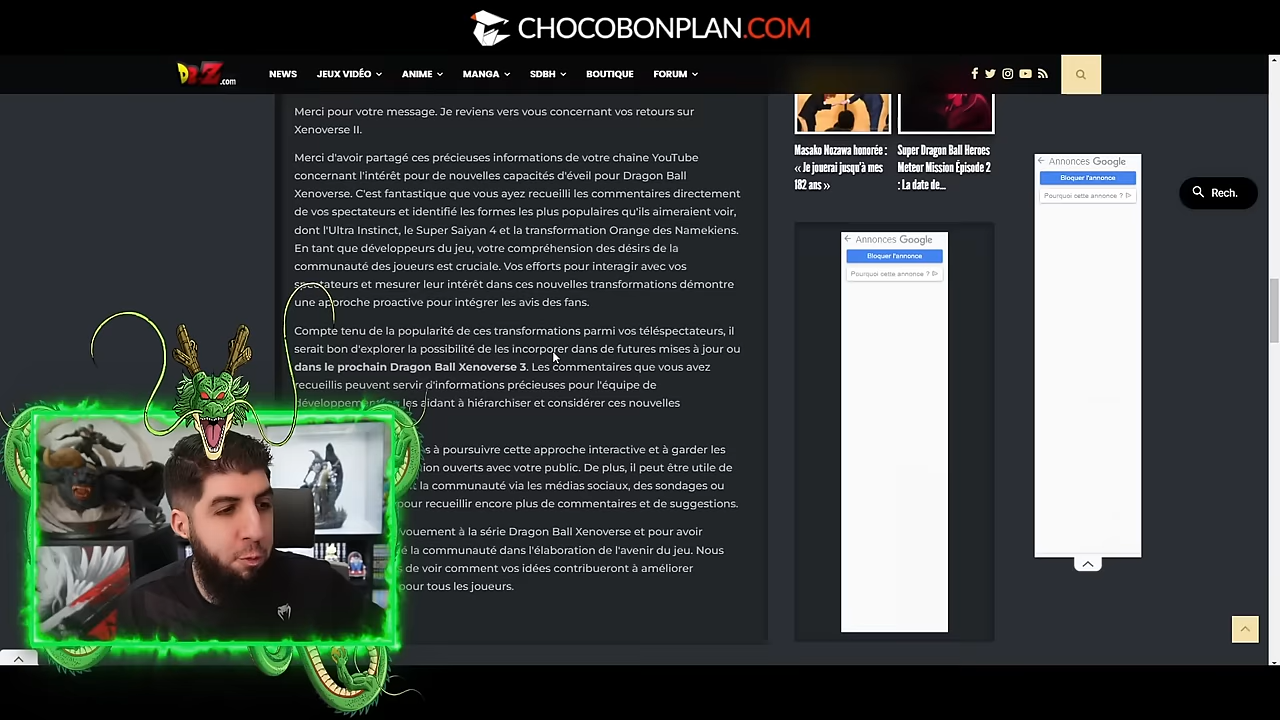 CHOCOBONPLAN.COM
DBZ.com
NEWS
JEUX VIDÉO
ANIME
MANGA
SDBH
BOUTIQUE
FORUM
Merci pour votre message. Je reviens vers vous concernant vos retours sur
Xenoverse II.
Merci d'avoir partagé ces précieuses informations de votre chaîne YouTube
concernant l'intérêt pour de nouvelles capacités d'éveil pour Dragon Ball
Xenoverse. C'est fantastique que vous ayez recueilli les commentaires directement
de vos spectateurs et identifié les formes les plus populaires qu'ils aimeraient voir,
dont l'Ultra Instinct, le Super Saiyan 4 et la transformation Orange des Namekiens.
En tant que développeurs du jeu, votre compréhension des désirs de la
communauté des joueurs est cruciale. Vos efforts pour interagir avec vos
et mesurer leur intérêt dans ces nouvelles transformations démontre
une approche proactive pour intégrer les avis des fans.
Compte tenu de la popularité de ces transformations parmi vos téléspectateurs, il
serait bon d'explorer la possibilité de les incorporer dans de futures mises à jour ou
dans le prochain Dragon Ball Xenoverse 3. Les commentaires que vous avez
recueillis peuvent servir d'informations précieuses pour l'équipe de
les aidant à hiérarchiser et considérer ces nouvelles
à poursuivre cette approche interactive et à garder les
ouverts avec votre public. De plus, il peut être utile de
la communauté via les médias sociaux, des sondages ou
pour recueillir encore plus de commentaires et de suggestions.
à la série Dragon Ball Xenoverse et pour avoir
la communauté dans l'élaboration de l'avenir du jeu. Nous
de voir comment vos idées contribueront à améliorer
pour tous les joueurs.
Masako Nozawa honorée :
« Je jouerai jusqu'à mes
182 ans »
Super Dragon Ball Heroes
Meteor Mission Épisode 2
: La date de...
Annonces Google
Bloquer l'annonce
Pourquoi cette annonce ?
Annonces Google
Bloquer l'annonce
Pourquoi cette annonce ?
Rech.